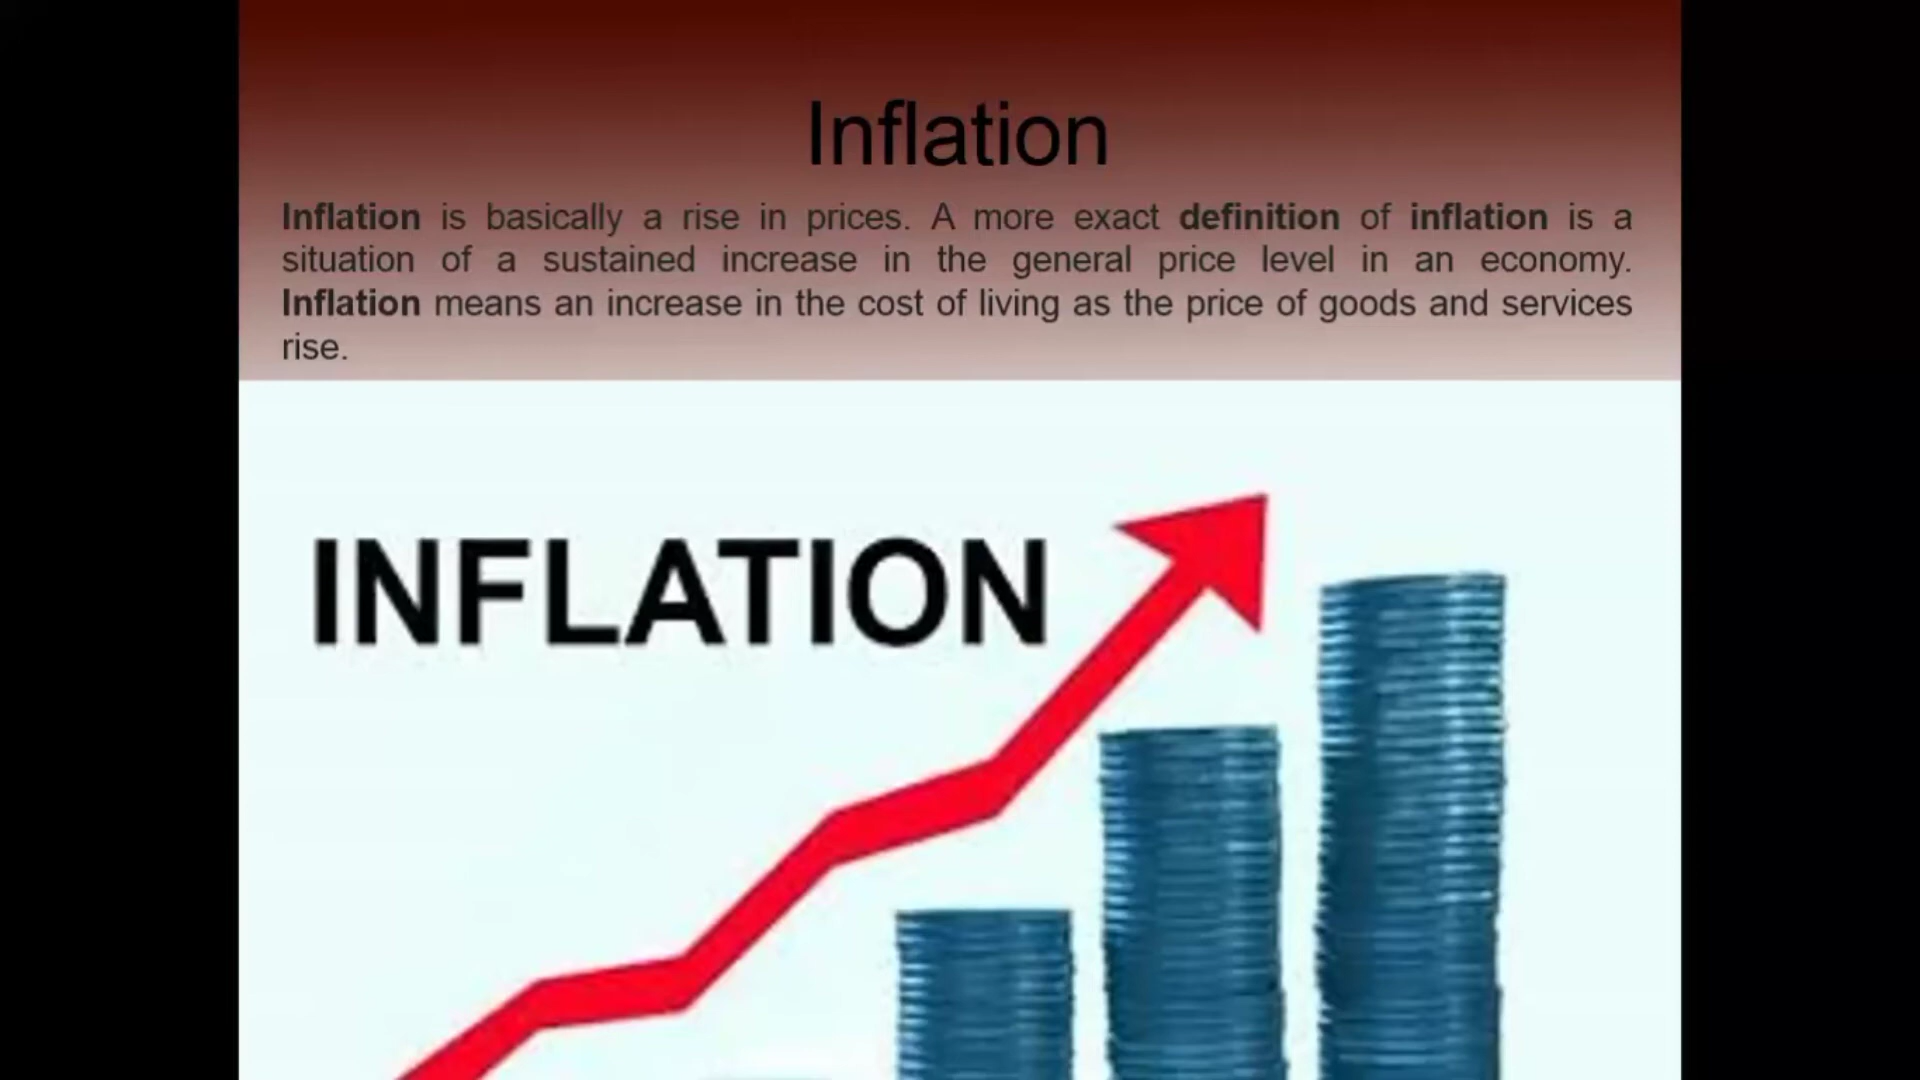 Inflation
Inflation is basically a rise in prices. A more exact definition of inflation is a
situation of a sustained increase in the general price level in an economy.
Inflation means an increase in the cost of living as the price of goods and services
rise.
INFLATION